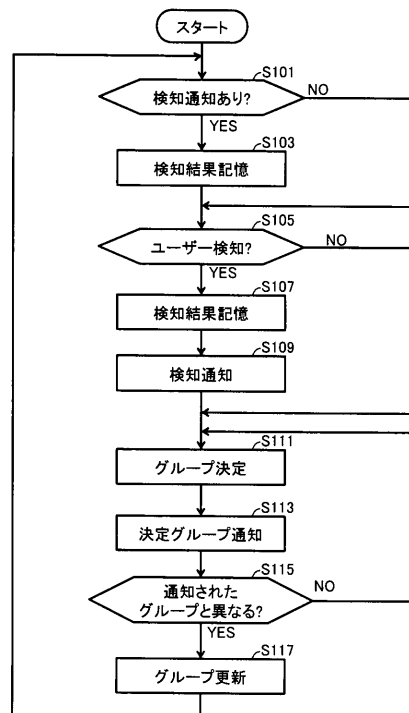 スタート
S101
検知通知あり?
NO
YES
S103
検知結果記憶
S105
ユーザー検知?
NO
YES
S107
検知結果記憶
S109
検知通知
S111
グループ決定
S113
決定グループ通知
S115
通知された
グループと異なる?
NO
YES
S117
グループ更新